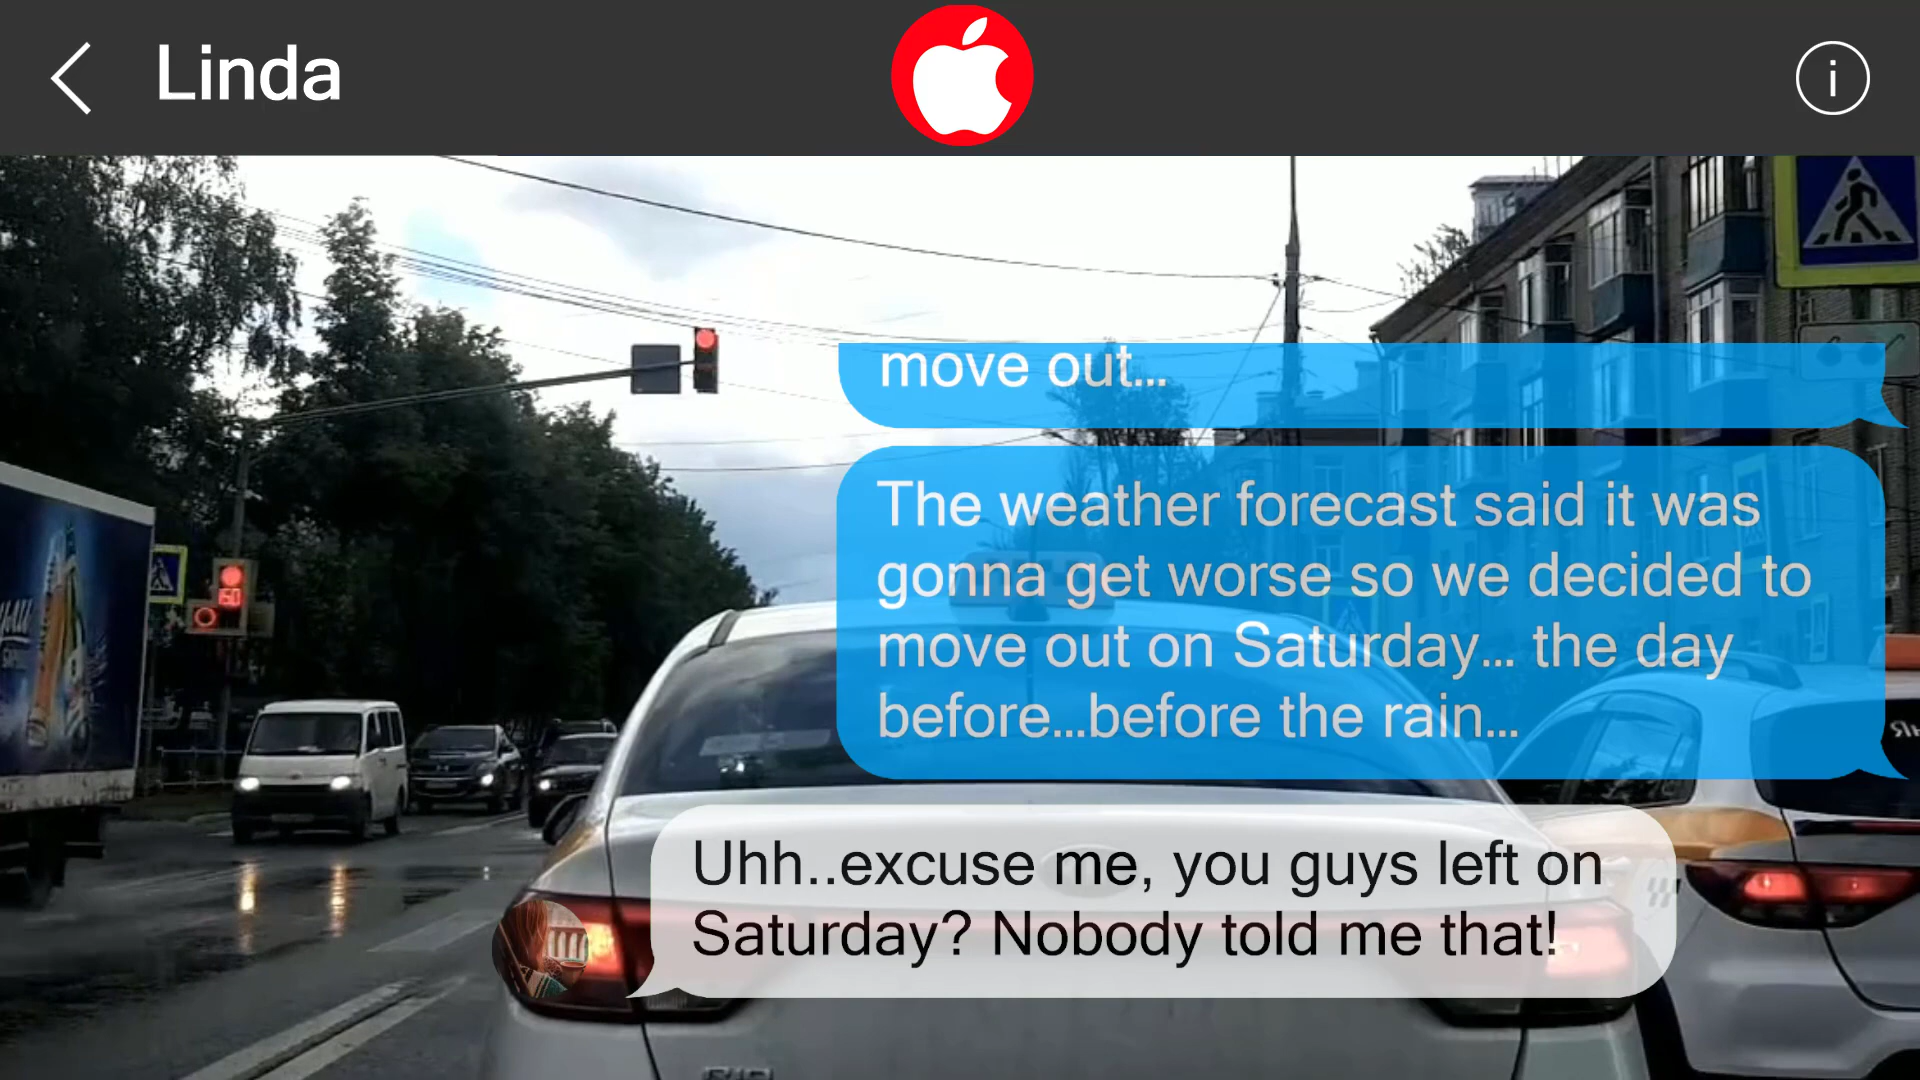 Linda
move out...
The weather forecast said it was
gonna get worse so we decided to
move out on Saturday... the day
before...before the rain...
Uhh..excuse me, you guys left on
Saturday? Nobody told me that!
60
RIO